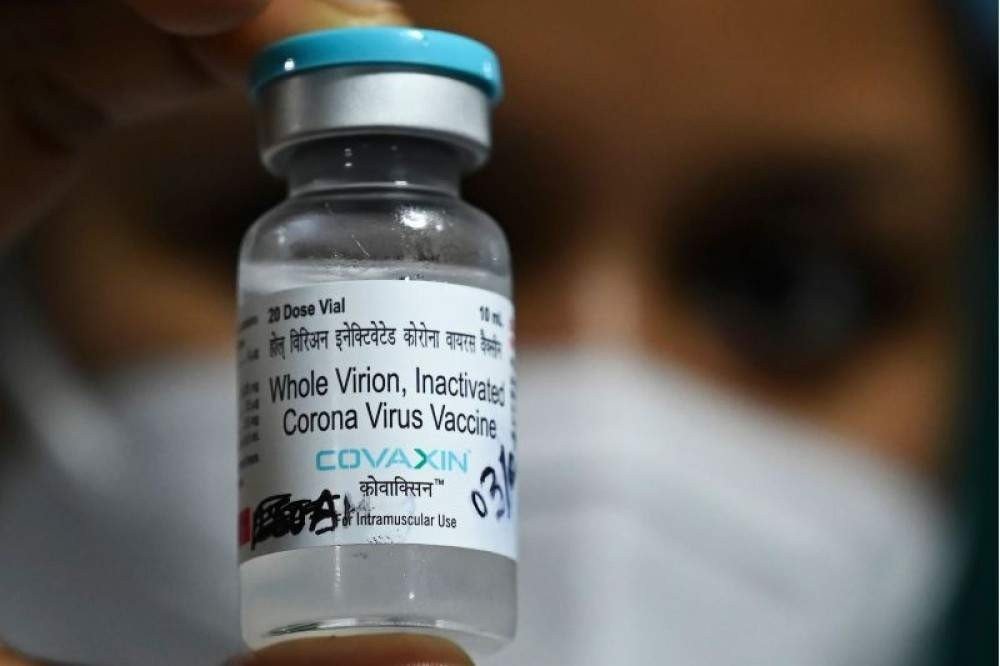 20 Dose Vial 10 mL
होल् विरिअन इनेक्टिवेटेड कोरोना वायरस वैक्सीन
Whole Virion, Inactivated
Corona Virus Vaccine
COVAXIN
कोवाक्सिन™
03/
For Intramuscular Use